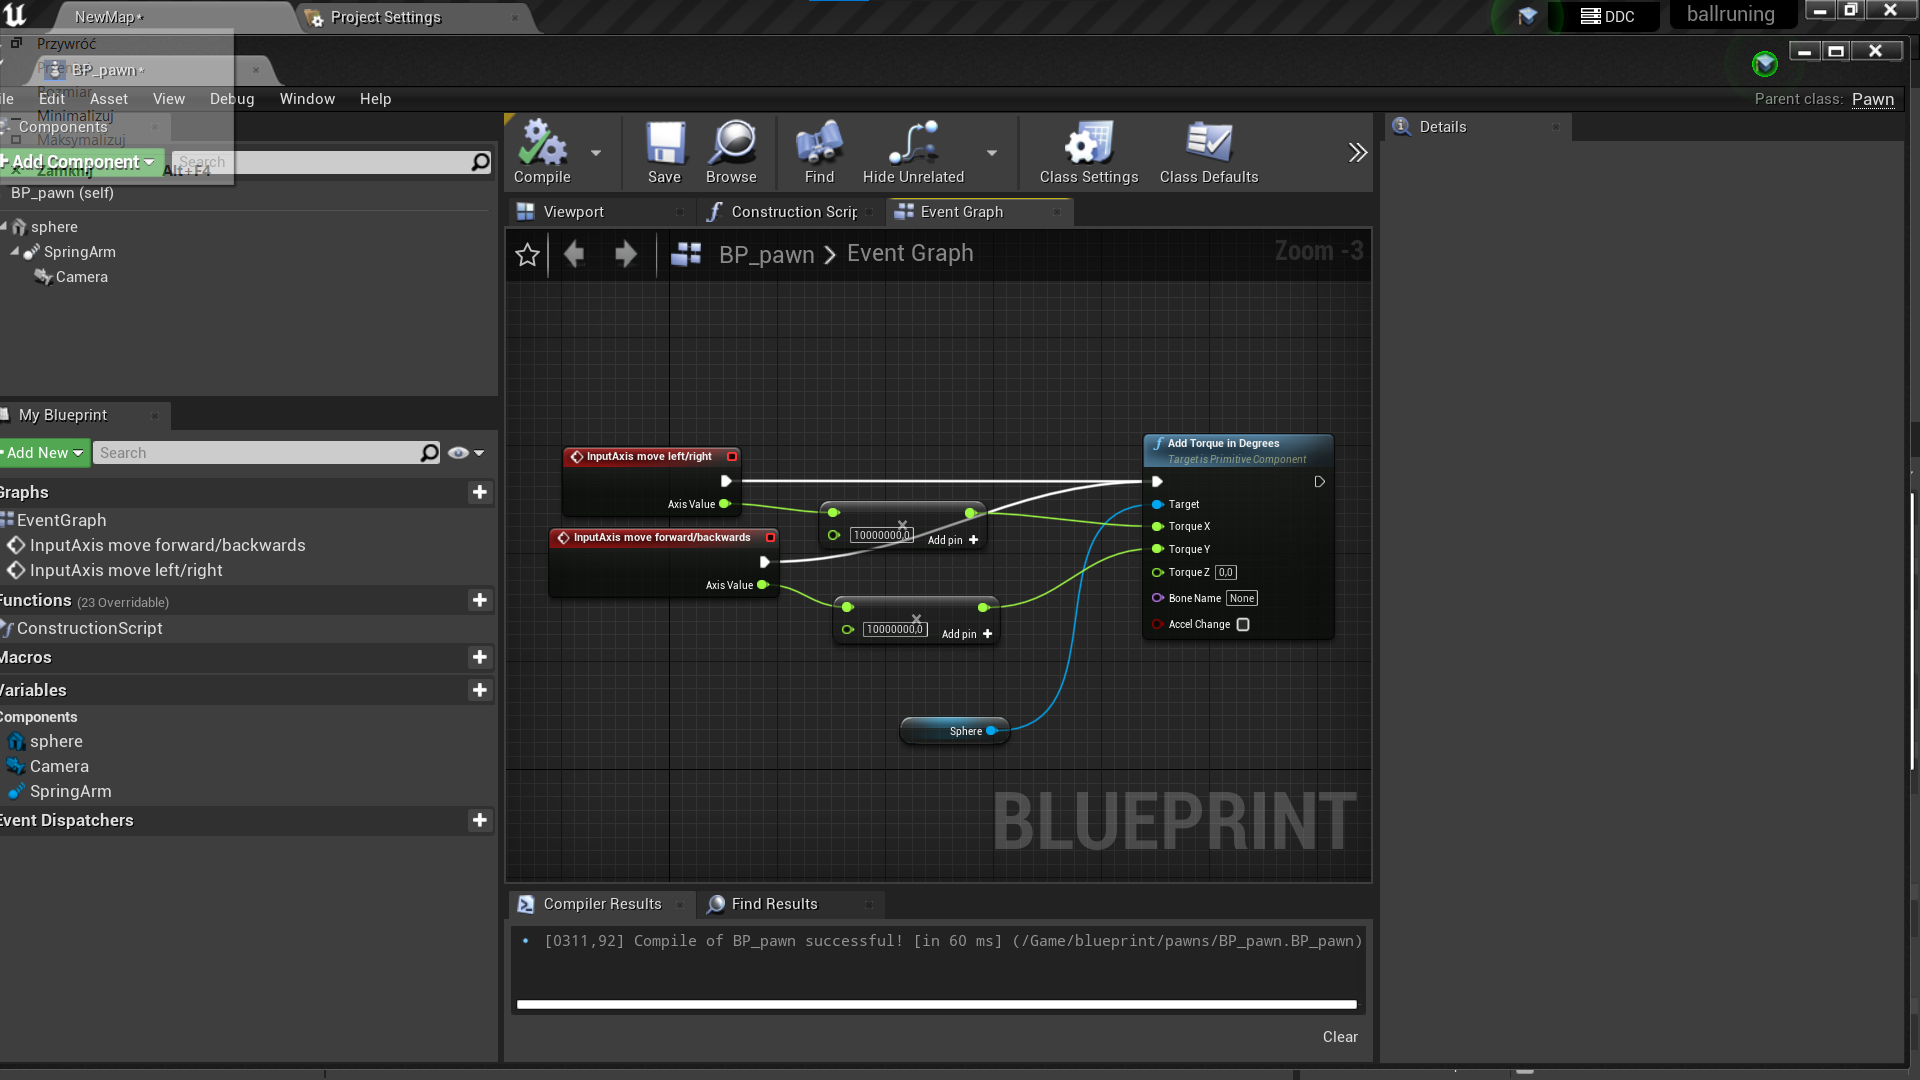 NewMap*
Project Settings
DDC
ballruning
Przywróć
BP_pawn*
Rozmiar
Minimalizuj
Maksymalizuj
Zamknij
Alt+F4
ile Edit Asset View Debug Window Help
Parent class: Pawn
Components
+ Add Component
Search
BP_pawn (self)
sphere
SpringArm
Camera
My Blueprint
Add New
Search
Graphs
EventGraph
InputAxis move forward/backwards
InputAxis move left/right
Functions (23 Overridable)
ConstructionScript
Macros
Variables
Components
sphere
Camera
SpringArm
Event Dispatchers
Compile
Save
Browse
Find
Hide Unrelated
Class Settings
Class Defaults
Viewport
Construction Scrip
Event Graph
BP_pawn > Event Graph
Zoom -3
InputAxis move left/right
Axis Value
InputAxis move forward/backwards
Axis Value
10000000,0
Add pin +
10000000,0
Add pin +
Sphere
Add Torque in Degrees
Target is Primitive Component
Target
Torque X
Torque Y
Torque Z 0,0
Bone Name None
Accel Change
BLUEPRINT
Compiler Results
Find Results
[0311,92] Compile of BP_pawn successful! [in 60 ms] (/Game/blueprint/pawns/BP_pawn.BP_pawn)
Clear
Details